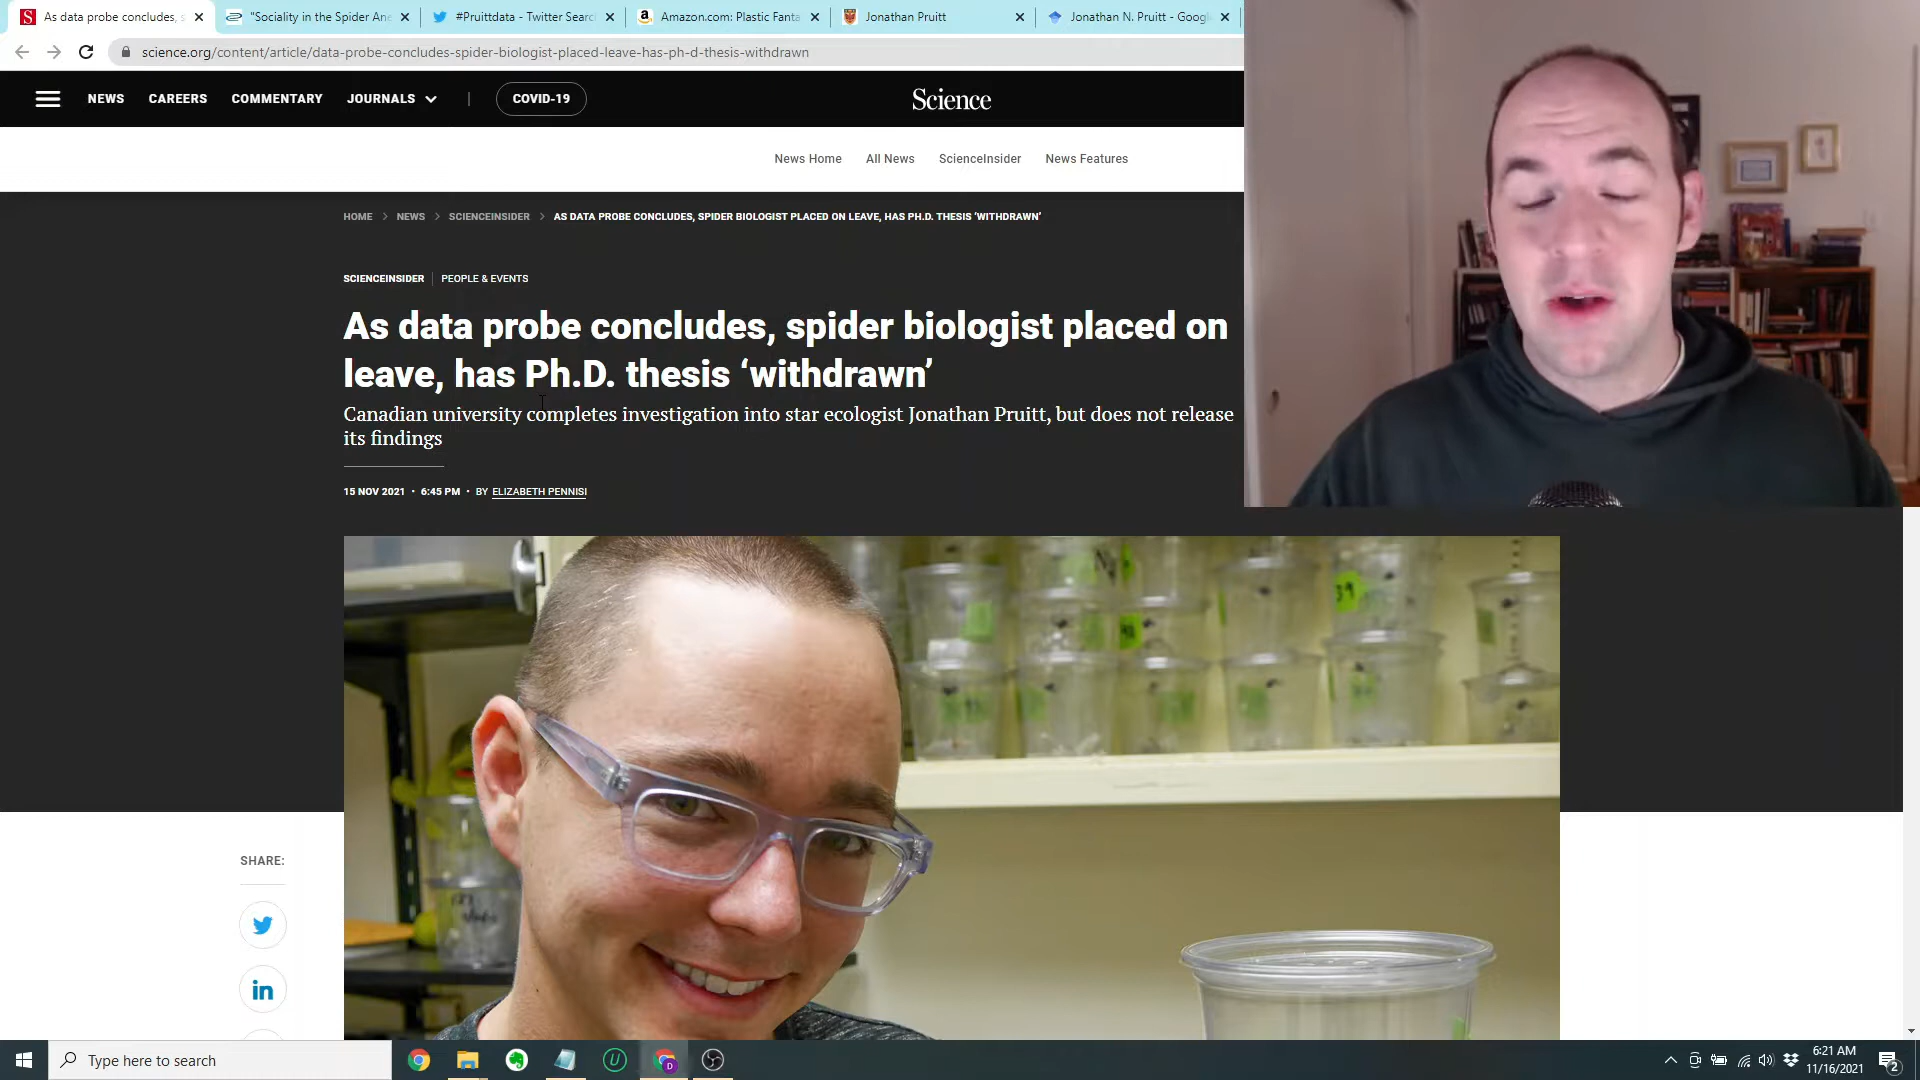 As data probe concludes, s
"Sociality in the Spider Ane
#Pruittdata - Twitter Searc
Amazon.com: Plastic Fanta
Jonathan Pruitt
Jonathan N. Pruitt - Goog
science.org/content/article/data-probe-concludes-spider-biologist-placed-leave-has-ph-d-thesis-withdrawn
NEWS CAREERS COMMENTARY JOURNALS | COVID-19
Science
News Home All News ScienceInsider News Features
HOME > NEWS > SCIENCEINSIDER > AS DATA PROBE CONCLUDES, SPIDER BIOLOGIST PLACED ON LEAVE, HAS PH.D. THESIS ‘WITHDRAWN’
SCIENCEINSIDER | PEOPLE & EVENTS
As data probe concludes, spider biologist placed on
leave, has Ph.D. thesis ‘withdrawn’
Canadian university completes investigation into star ecologist Jonathan Pruitt, but does not release
its findings
15 NOV 2021 • 6:45 PM • BY ELIZABETH PENNISI
39
SHARE:
Type here to search
6:21 AM
11/16/2021
2